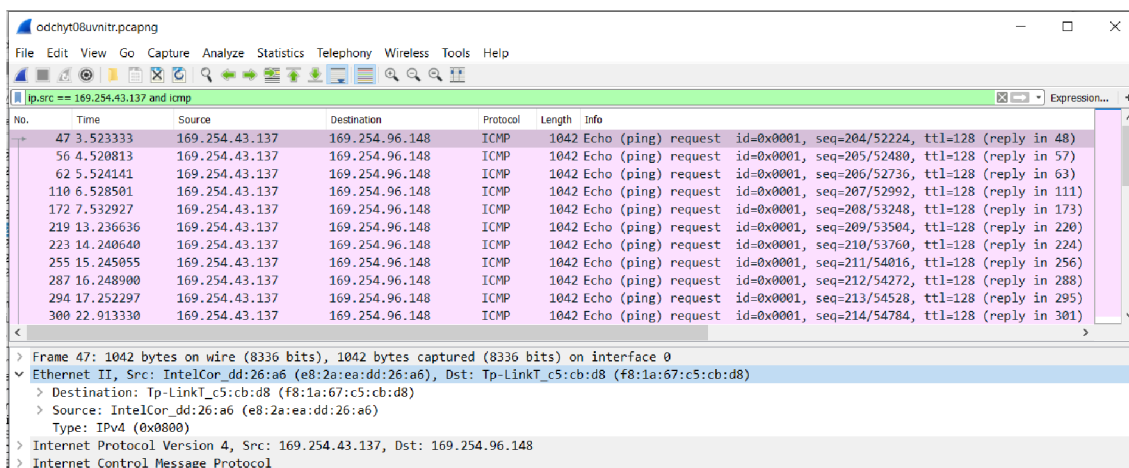 odchyt08uvnitr.pcapng
File Edit View Go Capture Analyze Statistics Telephony Wireless Tools Help
ip.src == 169.254.43.137 and icmp Expression...
No. Time Source Destination Protocol Length Info
47 3.523333 169.254.43.137 169.254.96.148 ICMP 1042 Echo (ping) request id=0x0001, seq=204/52224, ttl=128 (reply in 48)
56 4.520813 169.254.43.137 169.254.96.148 ICMP 1042 Echo (ping) request id=0x0001, seq=205/52480, ttl=128 (reply in 57)
62 5.524141 169.254.43.137 169.254.96.148 ICMP 1042 Echo (ping) request id=0x0001, seq=206/52736, ttl=128 (reply in 63)
110 6.528501 169.254.43.137 169.254.96.148 ICMP 1042 Echo (ping) request id=0x0001, seq=207/52992, ttl=128 (reply in 111)
172 7.532927 169.254.43.137 169.254.96.148 ICMP 1042 Echo (ping) request id=0x0001, seq=208/53248, ttl=128 (reply in 173)
219 13.236636 169.254.43.137 169.254.96.148 ICMP 1042 Echo (ping) request id=0x0001, seq=209/53504, ttl=128 (reply in 220)
223 14.240640 169.254.43.137 169.254.96.148 ICMP 1042 Echo (ping) request id=0x0001, seq=210/53760, ttl=128 (reply in 224)
255 15.245055 169.254.43.137 169.254.96.148 ICMP 1042 Echo (ping) request id=0x0001, seq=211/54016, ttl=128 (reply in 256)
287 16.248900 169.254.43.137 169.254.96.148 ICMP 1042 Echo (ping) request id=0x0001, seq=212/54272, ttl=128 (reply in 288)
294 17.252297 169.254.43.137 169.254.96.148 ICMP 1042 Echo (ping) request id=0x0001, seq=213/54528, ttl=128 (reply in 295)
300 22.913330 169.254.43.137 169.254.96.148 ICMP 1042 Echo (ping) request id=0x0001, seq=214/54784, ttl=128 (reply in 301)
Frame 47: 1042 bytes on wire (8336 bits), 1042 bytes captured (8336 bits) on interface 0
Ethernet II, Src: IntelCor_dd:26:a6 (e8:2a:ea:dd:26:a6), Dst: Tp-LinkT_c5:cb:d8 (f8:1a:67:c5:cb:d8)
Destination: Tp-LinkT_c5:cb:d8 (f8:1a:67:c5:cb:d8)
Source: IntelCor_dd:26:a6 (e8:2a:ea:dd:26:a6)
Type: IPv4 (0x0800)
Internet Protocol Version 4, Src: 169.254.43.137, Dst: 169.254.96.148
Internet Control Message Protocol